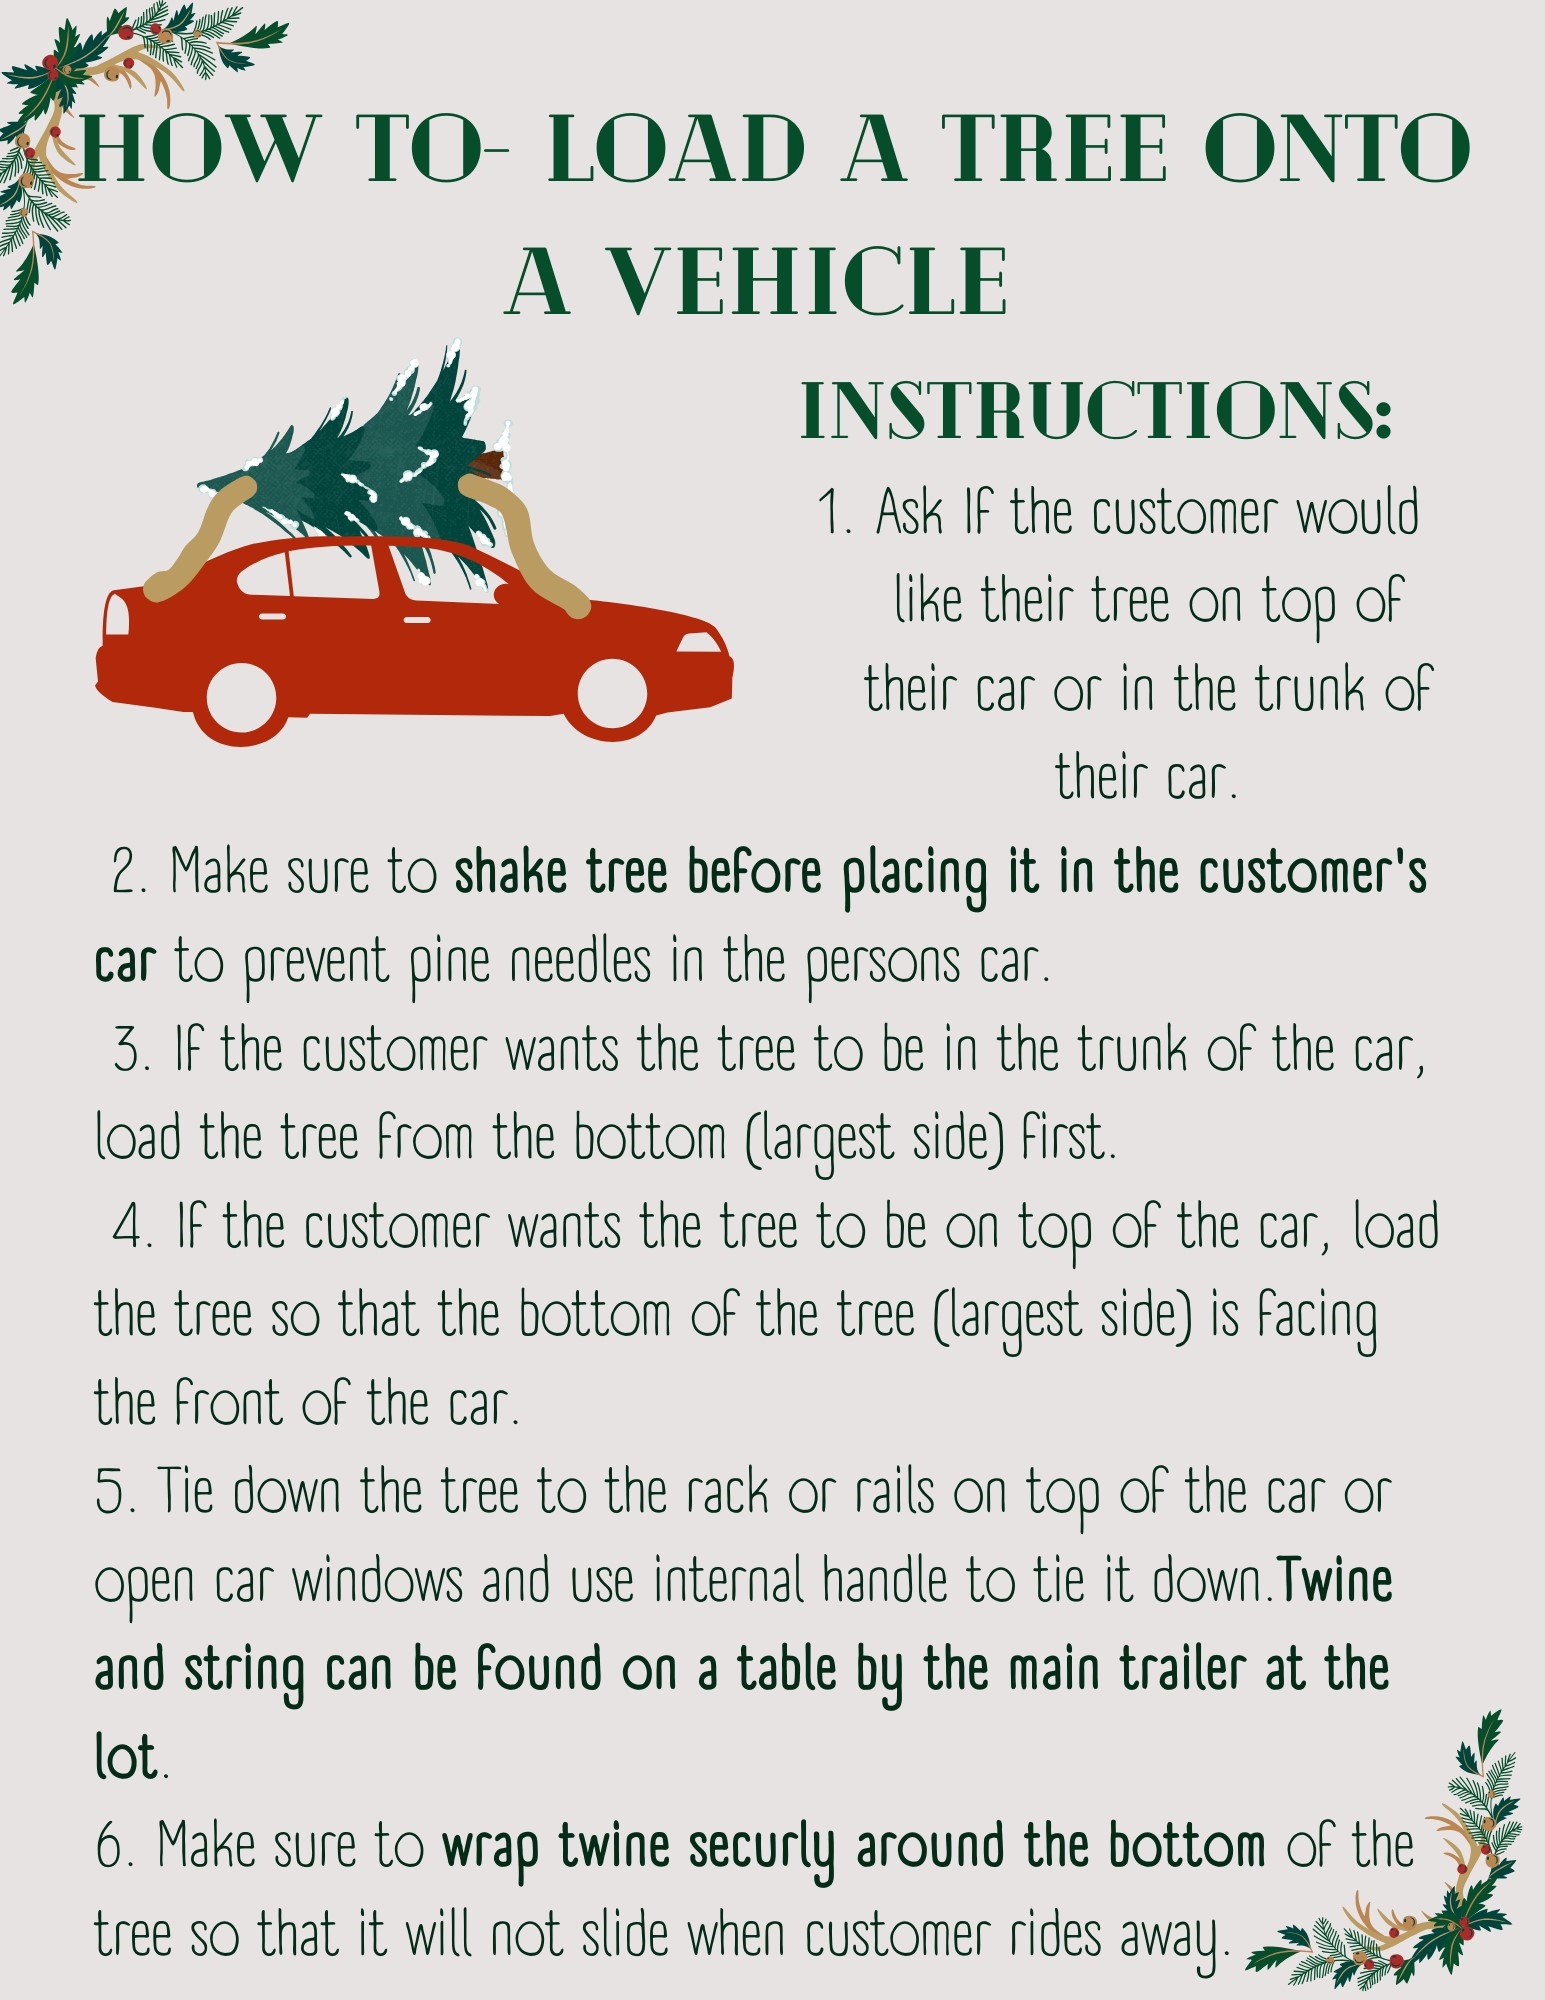 HOW TO- LOAD A TREE ONTO
A VEHICLE
INSTRUCTIONS:
1. Ask If the customer would
like their tree on top of
their car or in the trunk of
their car.
2. Make sure to shake tree before placing it in the customer's
car to prevent pine needles in the persons car.
3. If the customer wants the tree to be in the trunk of the car,
load the tree from the bottom (largest side) first.
4. If the customer wants the tree to be on top of the car, load
the tree so that the bottom of the tree (largest side) is facing
the front of the car.
5. Tie down the tree to the rack or rails on top of the car or
open car windows and use internal handle to tie it down.Twine
and string can be found on a table by the main trailer at the
lot.
6. Make sure to wrap twine securly around the bottom of the
tree so that it will not slide when customer rides away.